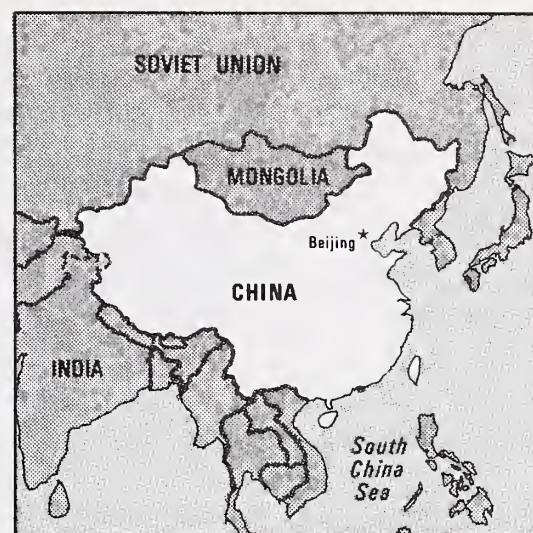 SOVIET UNION
MONGOLIA
Beijing
CHINA
INDIA
South
China
Sea